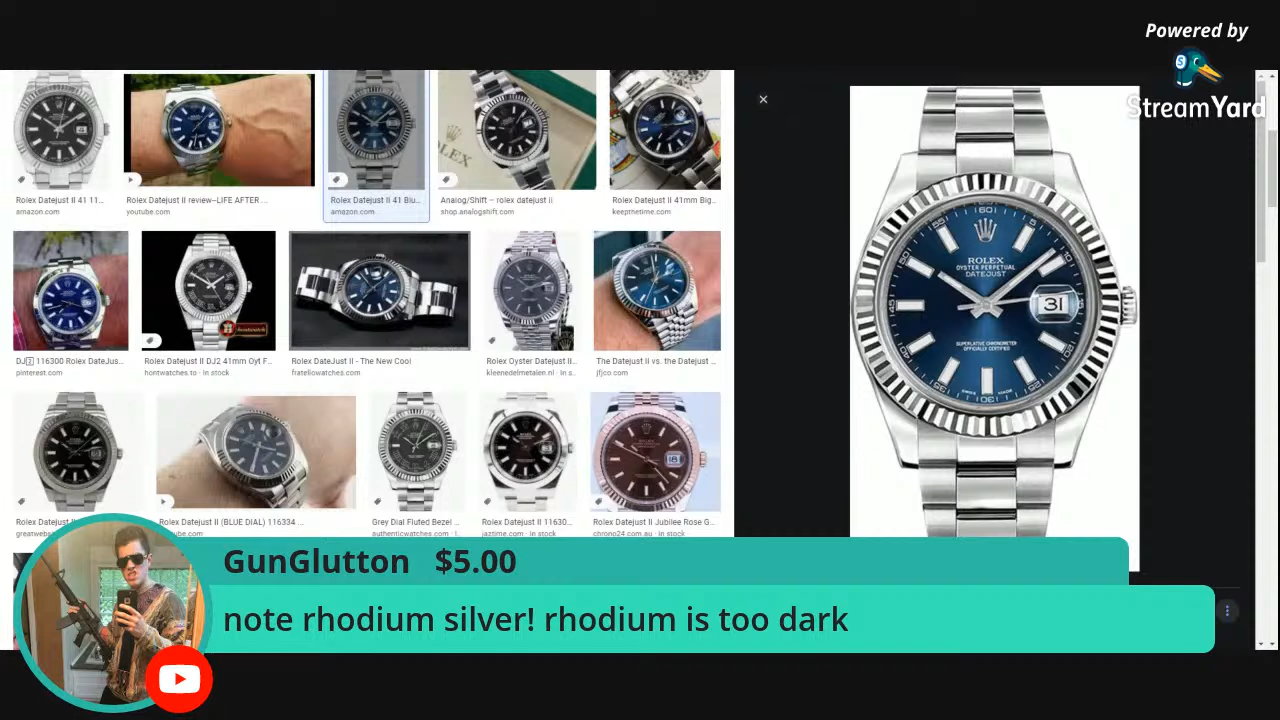 Powered by
StreamYard
Rolex Datejust II 41 11...
amazon.com
Rolex Datejust II review--LIFE AFTER ...
youtube.com
Rolex Datejust II 41 Blu...
amazon.com
Analog/Shift – rolex datejust ii
shop.analogshift.com
Rolex Datejust II 41mm Big...
keepthetime.com
116300 Rolex DateJus...
pinterest.com
Rolex Datejust II DJ2 41mm Oyt F...
hontwatches.to · In stock
Rolex DateJust II - The New Cool
fratellowatches.com
Rolex Oyster Datejust II...
kleenedelmetalen.nl · In s...
The Datejust II vs. the Datejust ...
jfjco.com
Rolex Datejust II (BLUE DIAL) 116334 ...
Grey Dial Fluted Bezel ...
authenticwatches.com
Rolex Datejust II 11630...
jaztime.com · In stock
Rolex Datejust II Jubilee Rose G...
chrono24.com.au · In stock
ROLEX
OYSTER PERPETUAL
DATEJUST
31
SUPERLATIVE CHRONOMETER
OFFICIALLY CERTIFIED
GunGlutton $5.00
note rhodium silver! rhodium is too dark